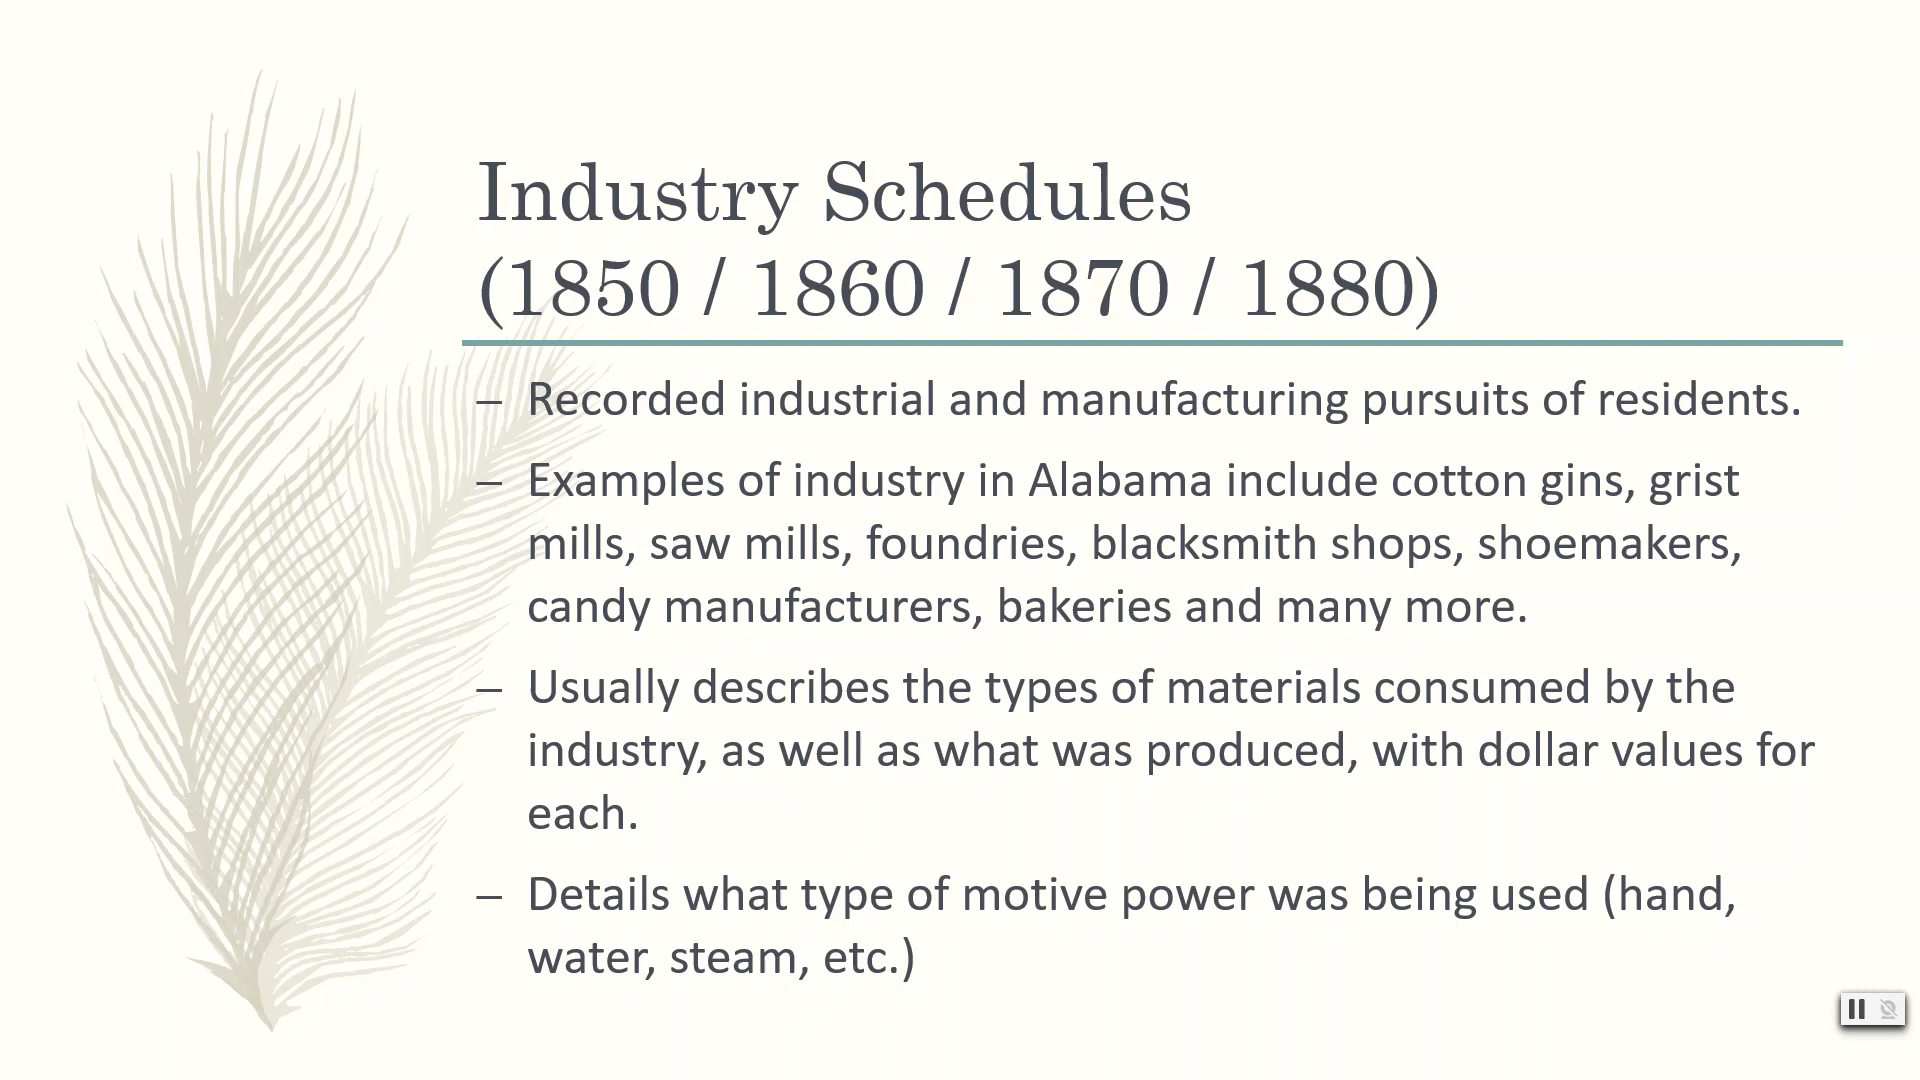 Industry Schedules
(1850 / 1860 / 1870 / 1880)
– Recorded industrial and manufacturing pursuits of residents.
– Examples of industry in Alabama include cotton gins, grist
mills, saw mills, foundries, blacksmith shops, shoemakers,
candy manufacturers, bakeries and many more.
– Usually describes the types of materials consumed by the
industry, as well as what was produced, with dollar values for
each.
– Details what type of motive power was being used (hand,
water, steam, etc.)